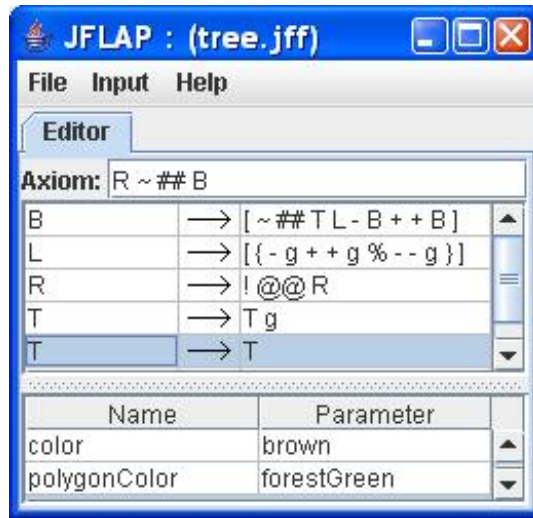 JFLAP : (tree.jff)
File Input Help
Editor
Axiom: R ~ ## B
B → [ ~ ## T L - B + + B ]
L → [ { - g + + g % - - g } ]
R → ! @@ R
T → T g
T → T
Name Parameter
color brown
polygonColor forestGreen